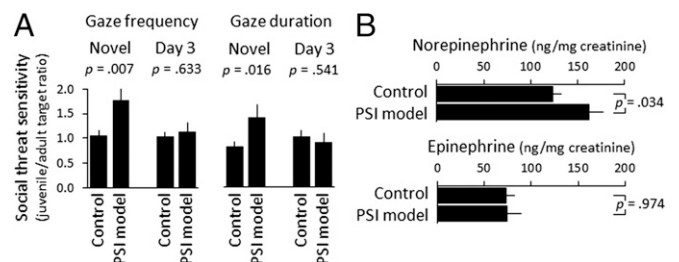 A
Gaze frequency
Gaze duration
Novel
Day 3
Novel
Day 3
p = .007
p = .633
p = .016
p = .541
Social threat sensitivity
(juvenile/adult target ratio)
2.0
1.5
1.0
0.5
0.0
Control
PSI model
Control
PSI model
Control
PSI model
Control
PSI model
B
Norepinephrine (ng/mg creatinine)
0 50 100 150 200
Control
PSI model
p = .034
Epinephrine (ng/mg creatinine)
0 50 100 150 200
Control
PSI model
p = .974